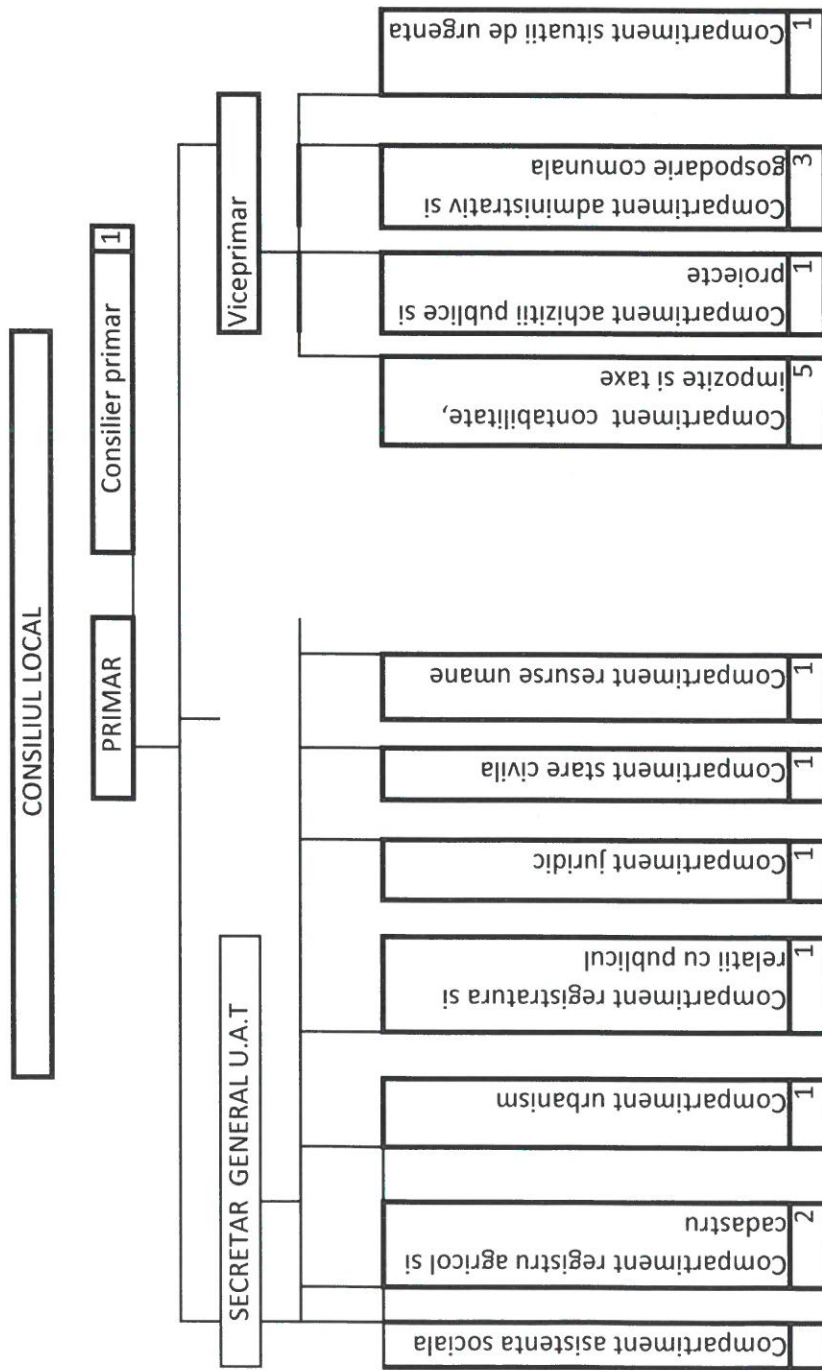 CONSILIUL LOCAL
PRIMAR
Consilier primar
1
SECRETAR GENERAL U.A.T
Viceprimar
Compartiment asistenta sociala
Compartiment registru agricol si
cadastru
2
Compartiment urbanism
1
Compartiment registratura si
relatii cu publicul
1
Compartiment juridic
1
Compartiment stare civila
1
Compartiment resurse umane
1
Compartiment contabilitate,
impozite si taxe
5
Compartiment achizitii publice si
proiecte
1
Compartiment administrativ si
gospodarie comunala
3
Compartiment situatii de urgenta
1